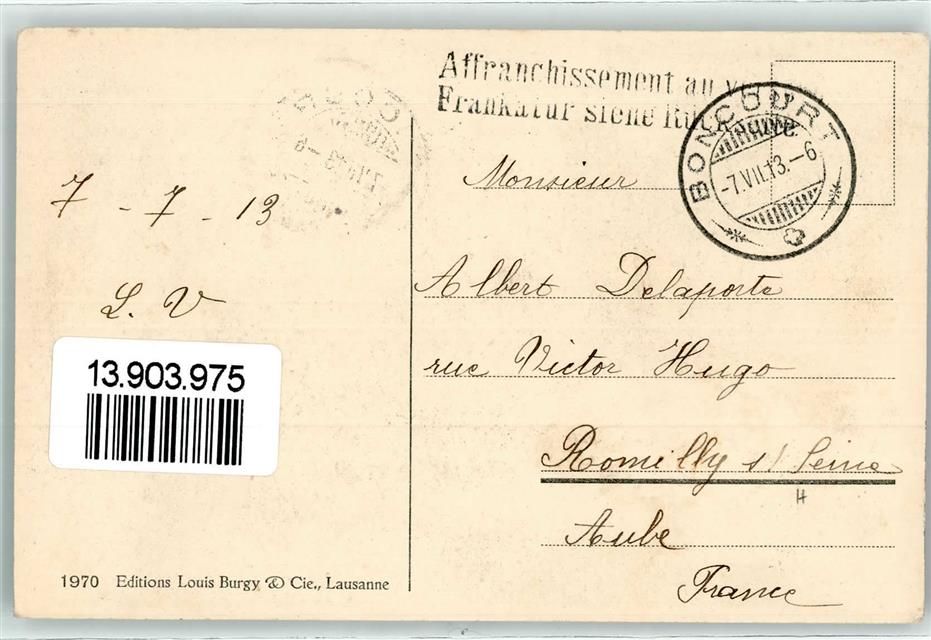 Affranchissement au
Frankatur siehe
BONCOURT
-7.VII.13.-6
7 - 7 - 13
L. V
Monsieur
Albert Delaporte
rue Victor Hugo
Romilly s/ Seine
H
Aube
France
13.903.975
1970 Editions Louis Burgy & Cie., Lausanne